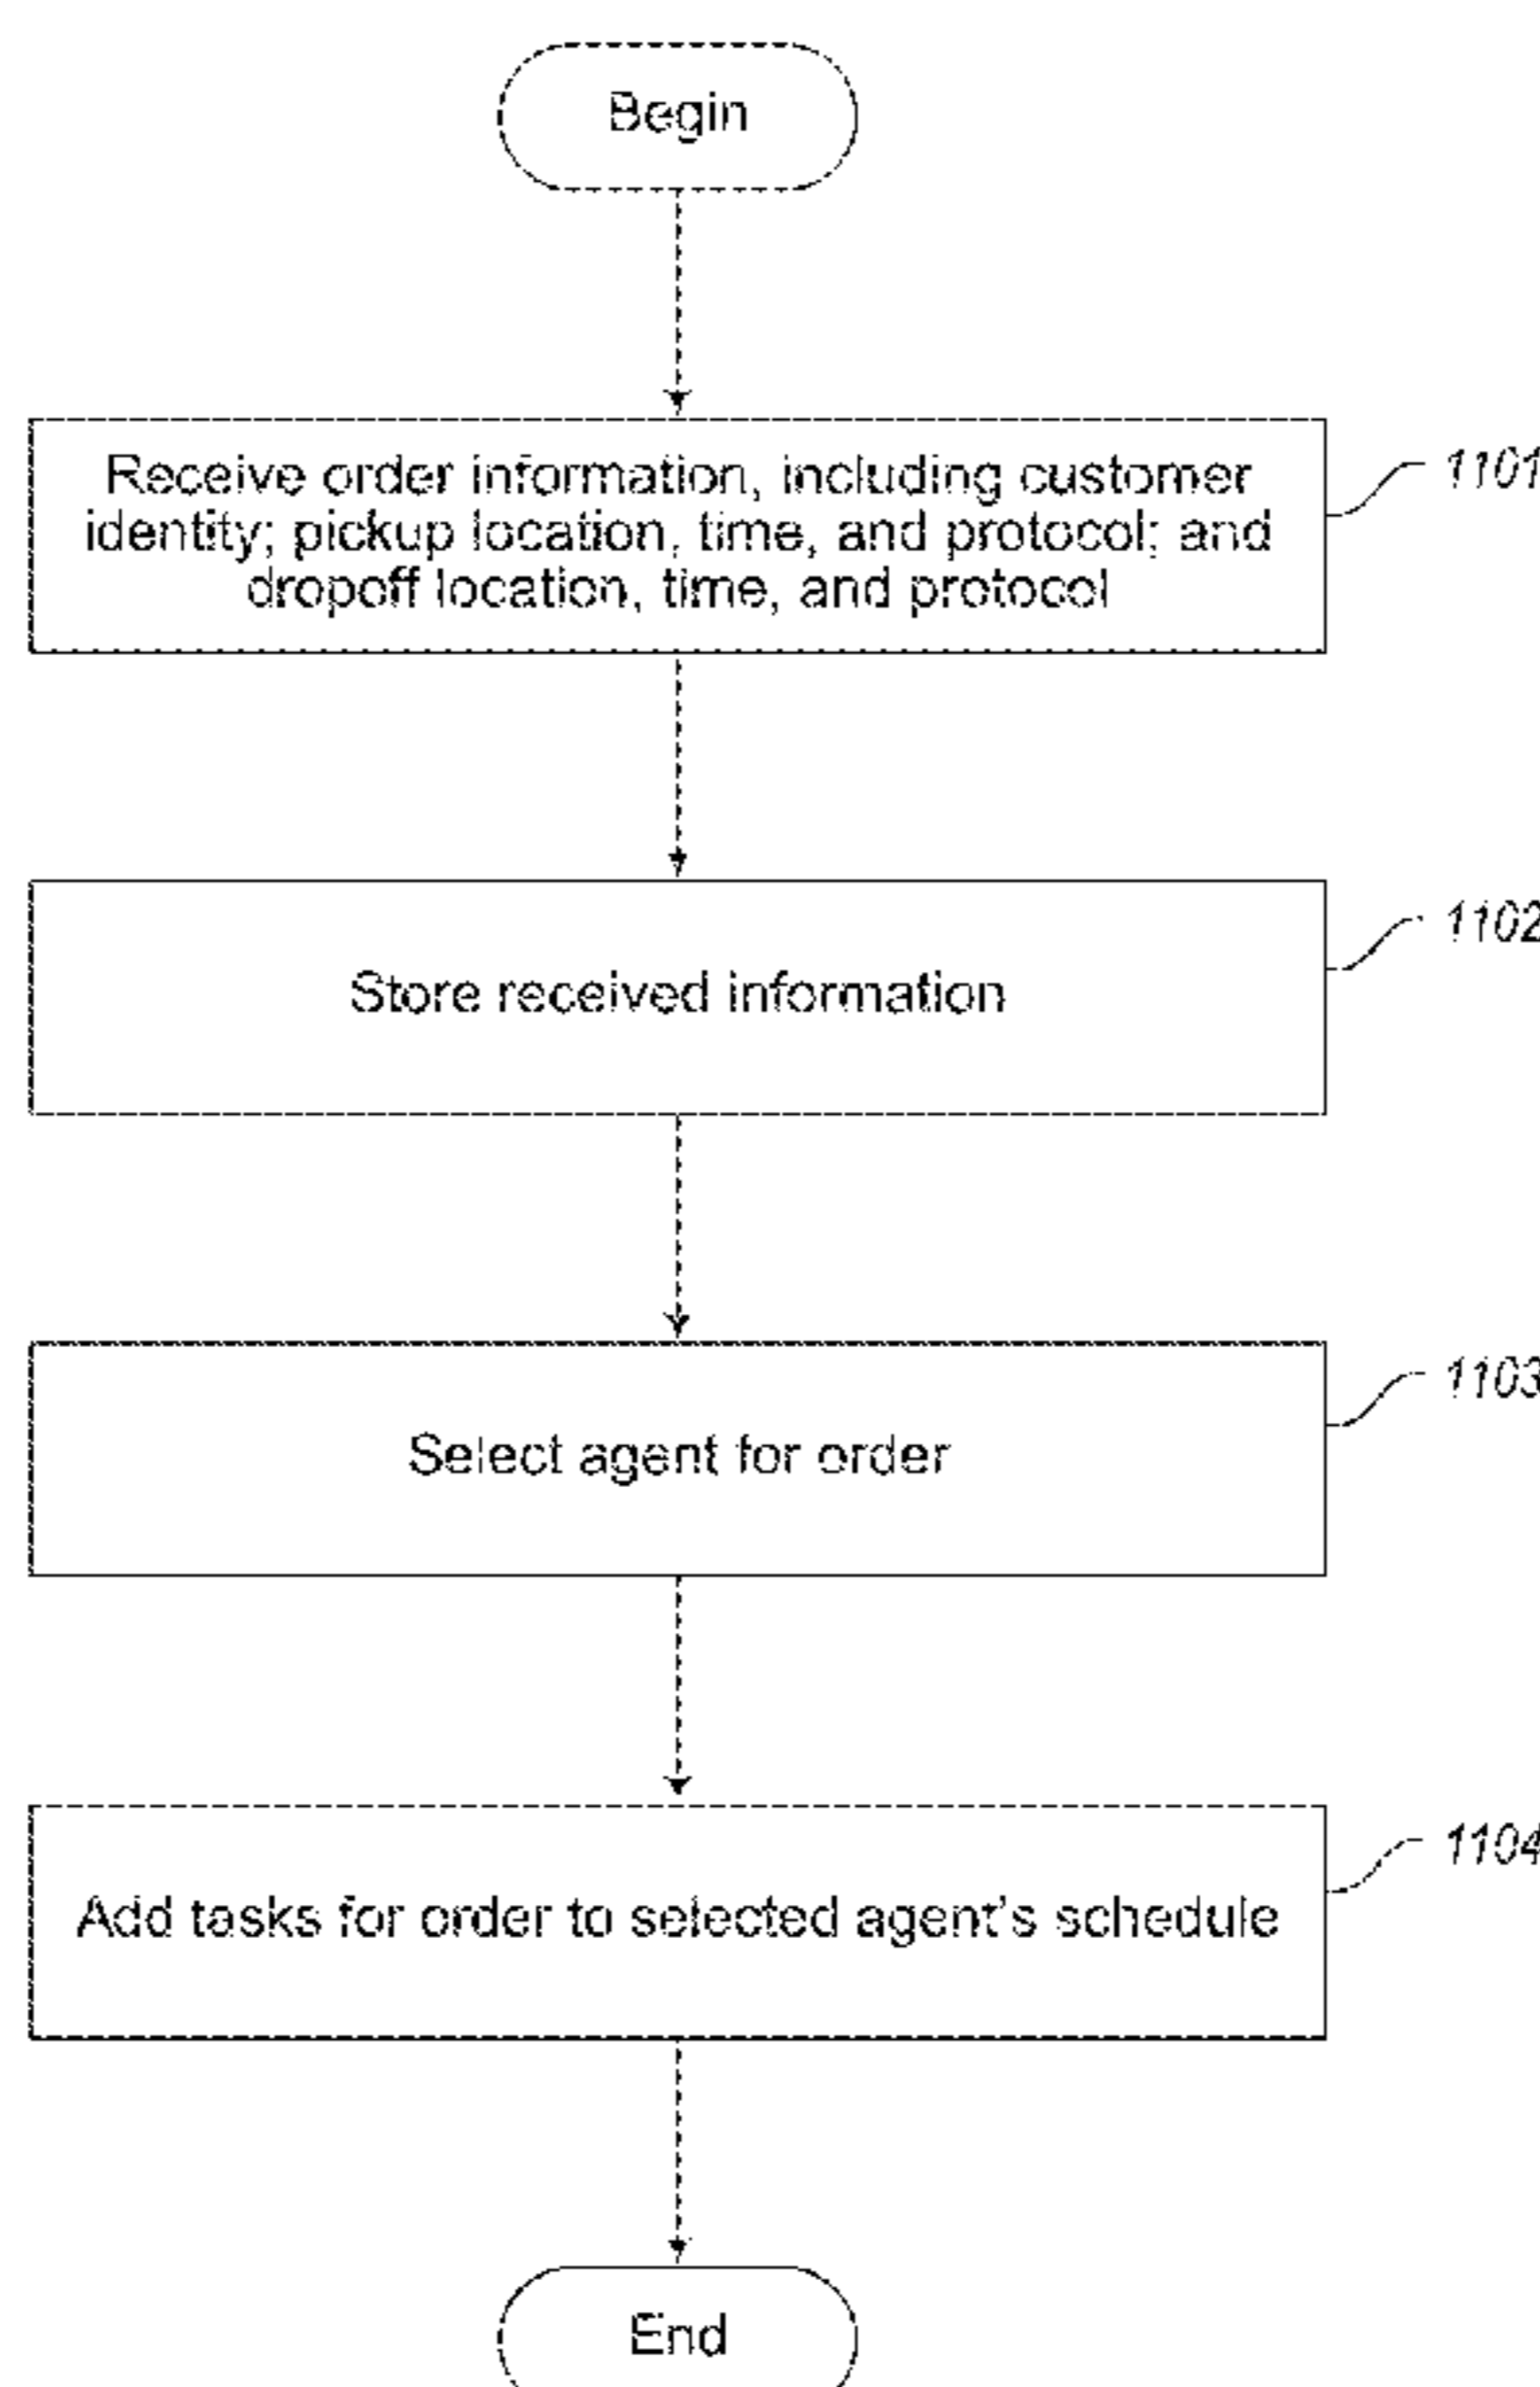 Begin
Receive order information, including customer
identity; pickup location, time, and protocol; and
dropoff location, time, and protocol
1101
Store received information
1102
Select agent for order
1103
Add tasks for order to selected agent's schedule
1104
End